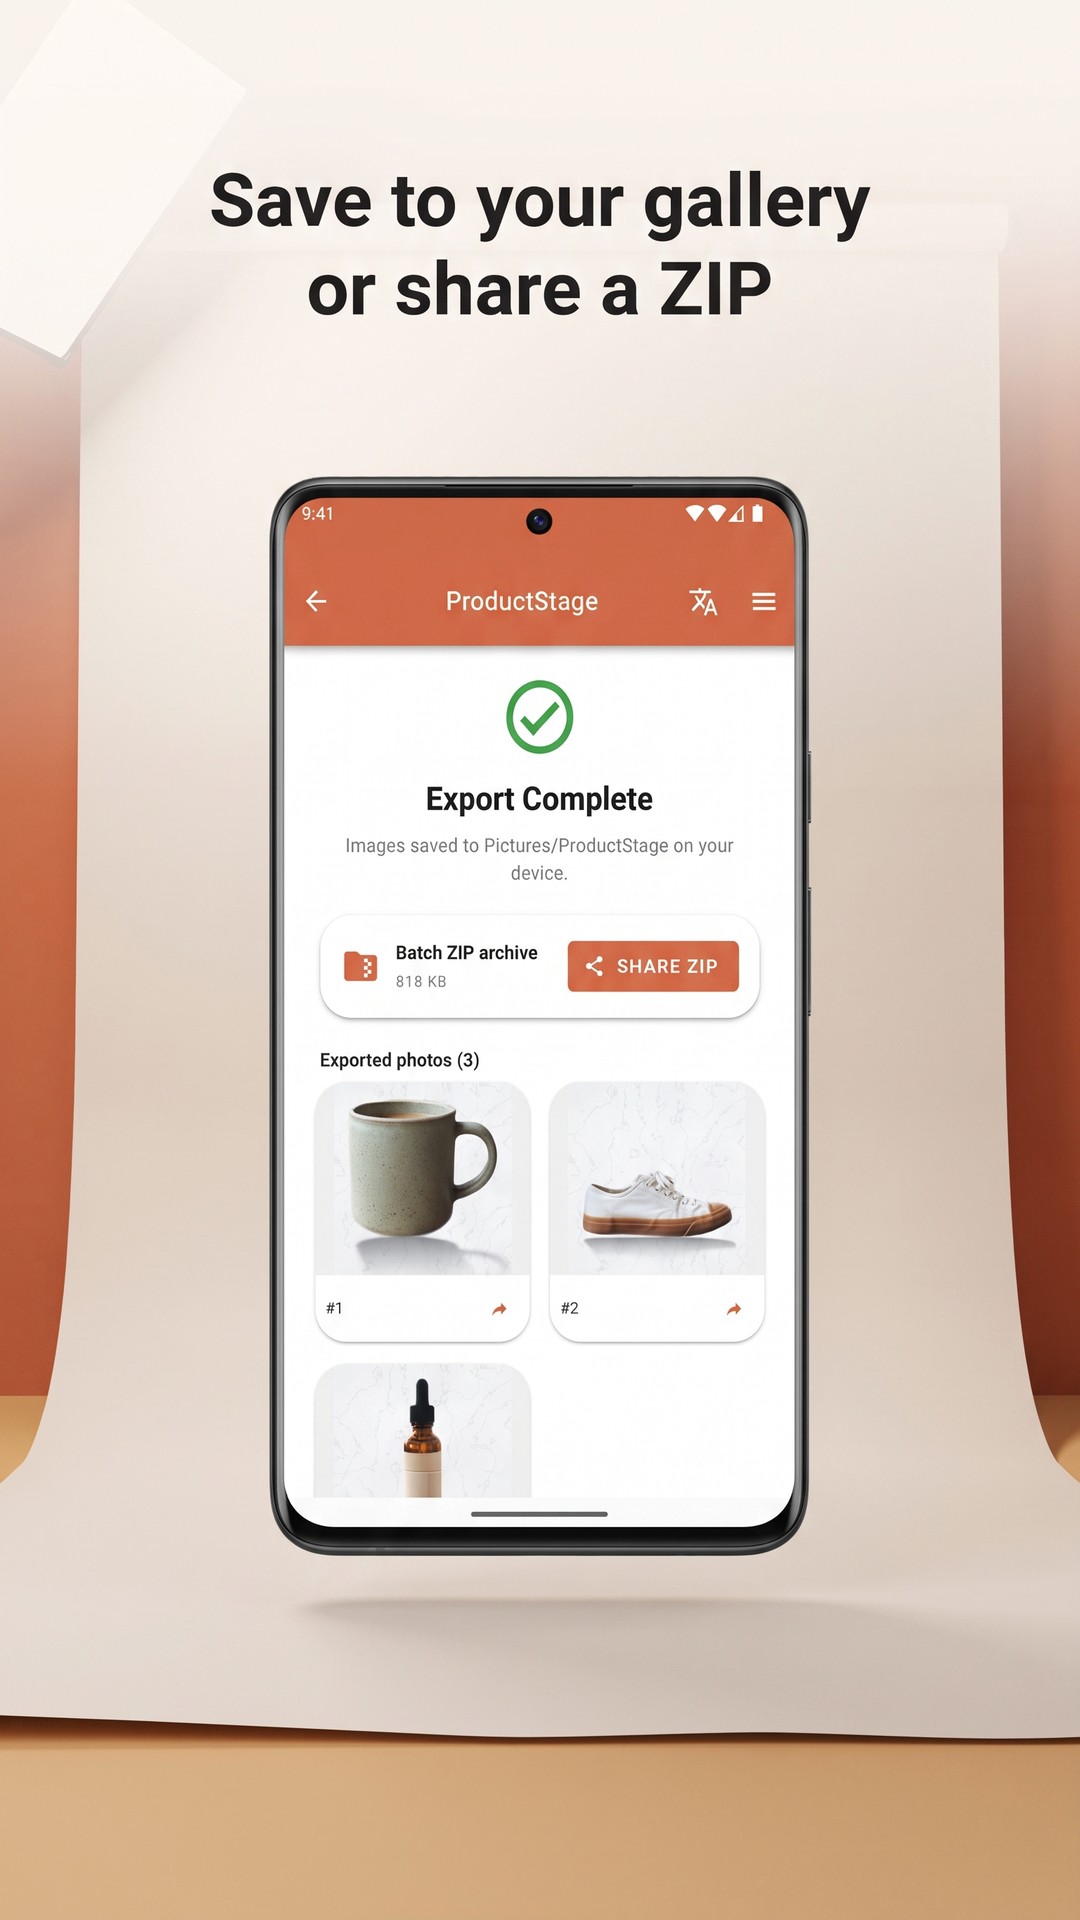 Save to your gallery
or share a ZIP
9:41
ProductStage
Export Complete
Images saved to Pictures/ProductStage on your
device.
Batch ZIP archive
818 KB
SHARE ZIP
Exported photos (3)
#1
#2